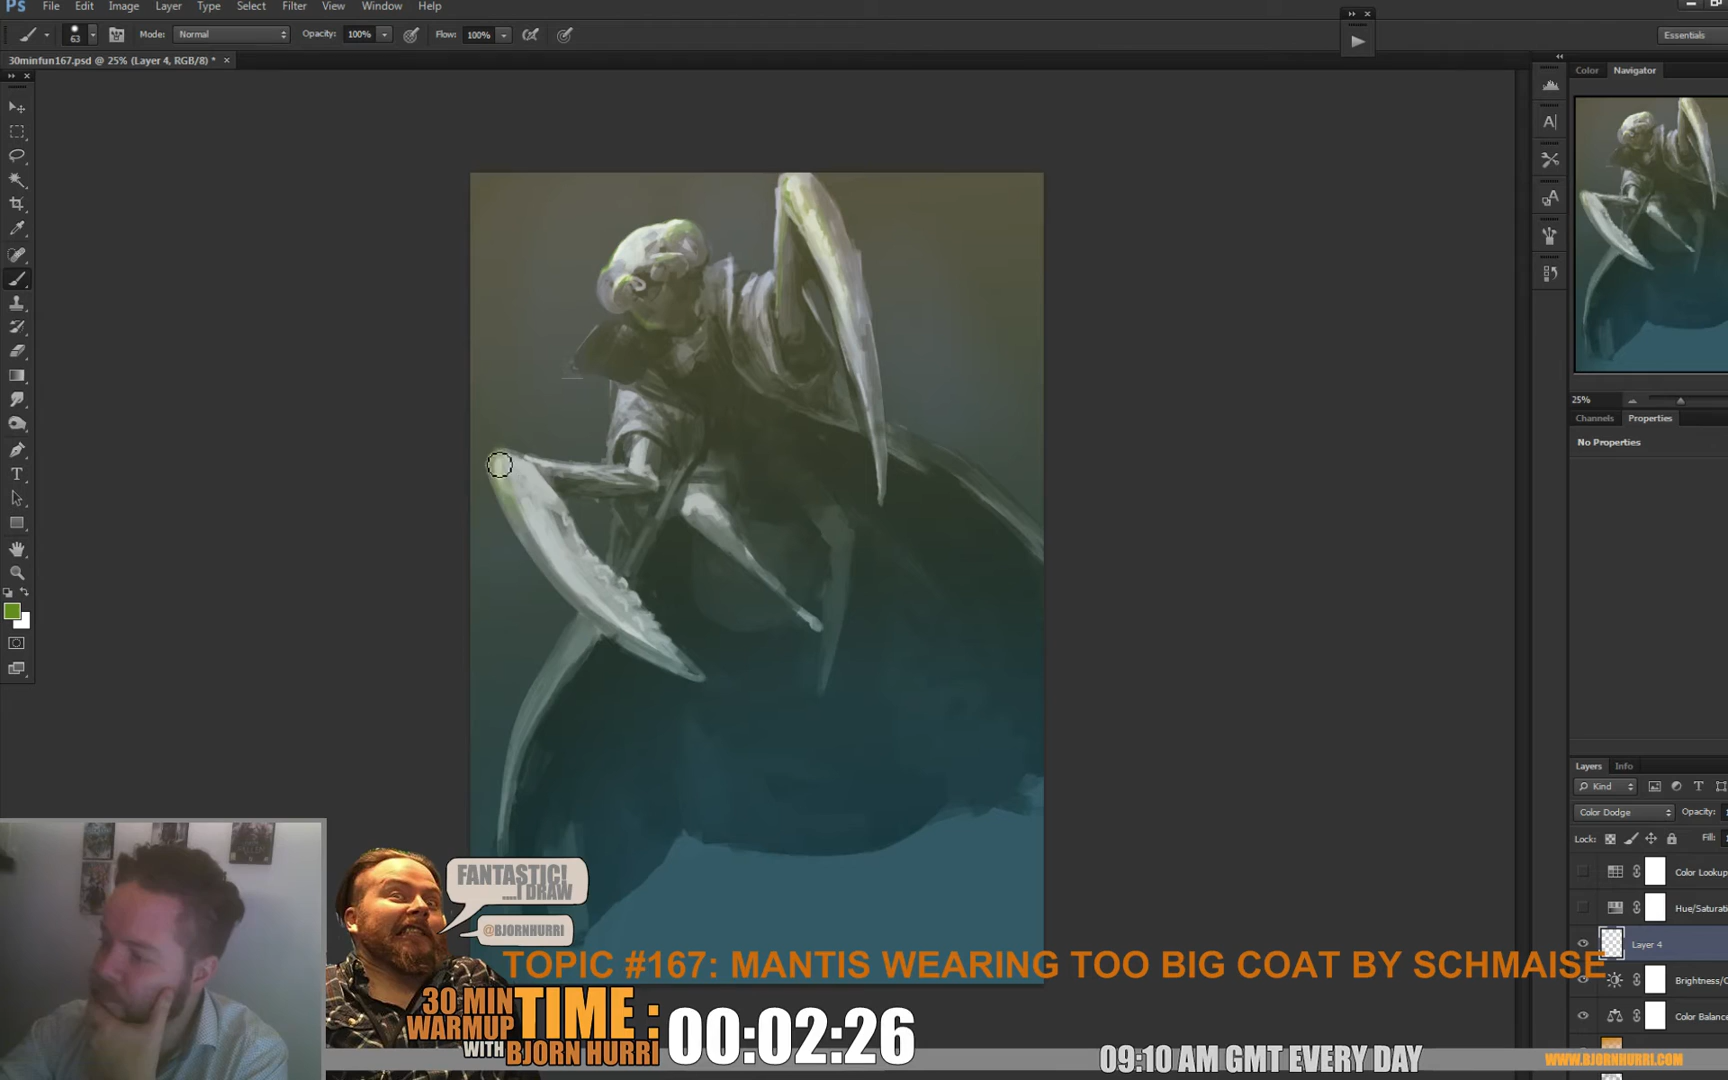 Ps File Edit Image Layer Type Select Filter View Window Help
63 Mode: Normal Opacity: 100% Flow: 100% Essentials
30minfun167.psd @ 25% (Layer 4, RGB/8) *
Color Navigator
25%
Channels Properties
No Properties
Layers Info
Kind
Color Dodge Opacity: 1
Lock: Fill:
Color Lookup
Hue/Saturati
Layer 4
Brightness/C
Color Balance
FANTASTIC!
....I DRAW
@BJORNHURRI
TOPIC #167: MANTIS WEARING TOO BIG COAT BY SCHMAISE
30 MIN
WARMUP
WITH BJORN HURRI
TIME : 00:02:26
09:10 AM GMT EVERY DAY
WWW.BJORNHURRI.COM